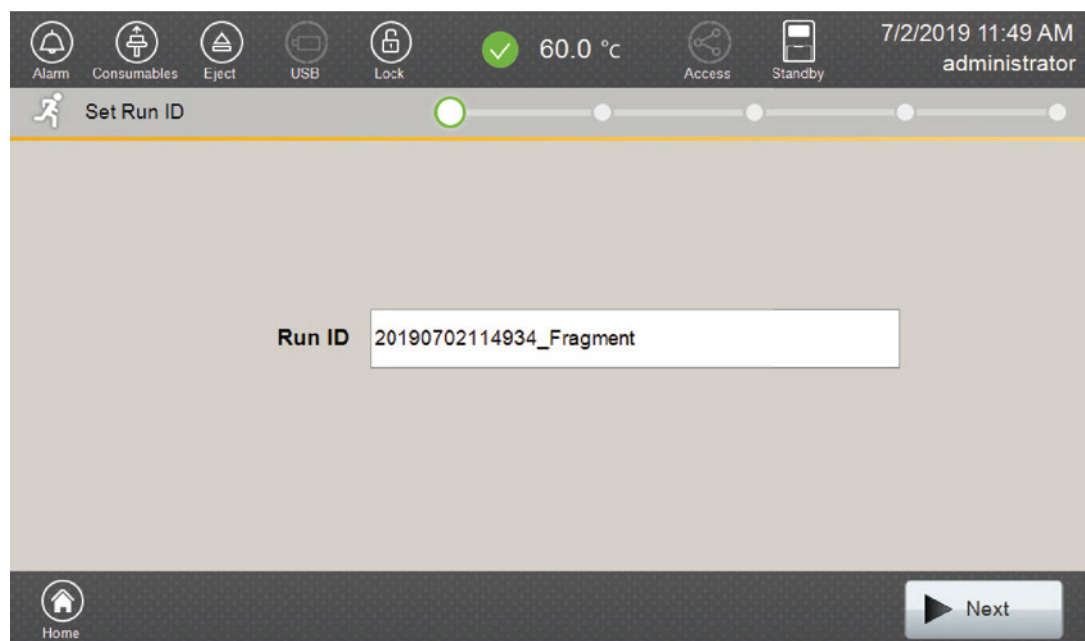 Alarm Consumables Eject USB Lock 60.0 °c Access Standby 7/2/2019 11:49 AM
administrator
Set Run ID
Run ID 20190702114934_Fragment
Home Next